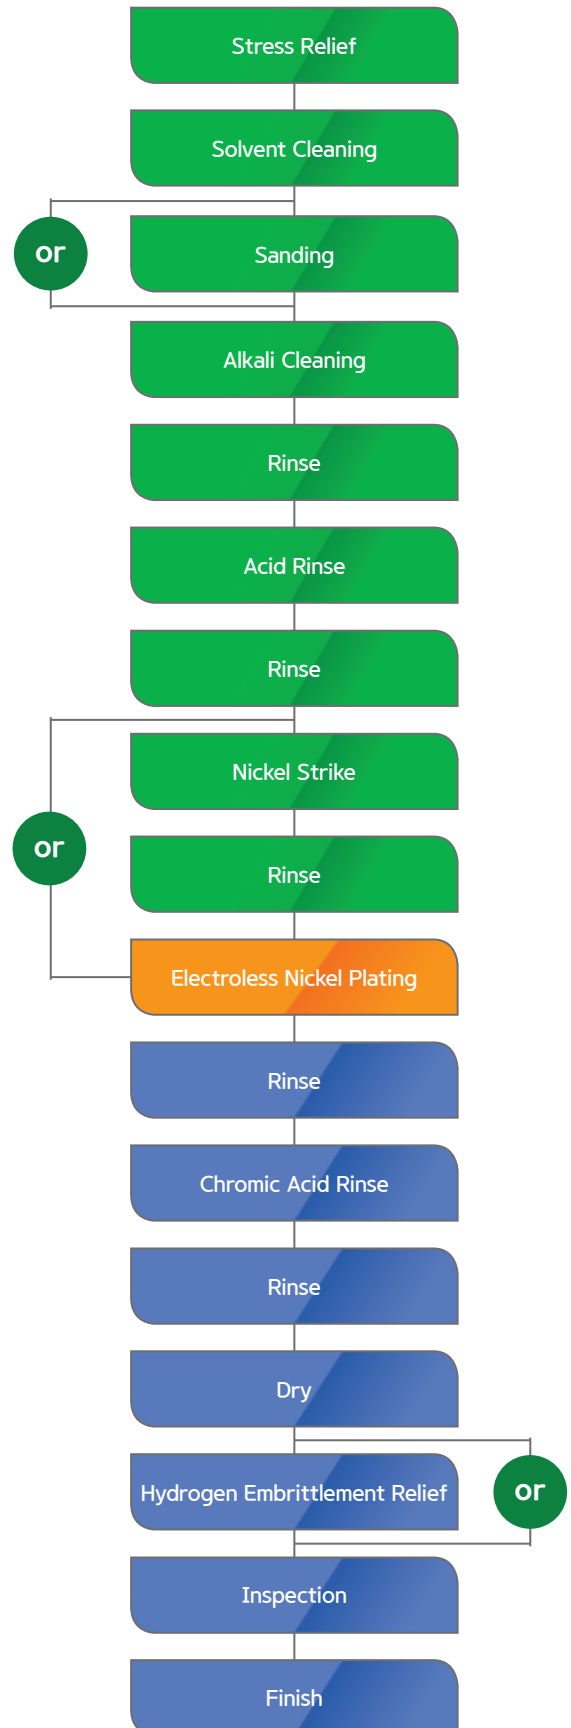 Stress Relief
Solvent Cleaning
or
Sanding
Alkali Cleaning
Rinse
Acid Rinse
Rinse
Nickel Strike
or
Rinse
Electroless Nickel Plating
Rinse
Chromic Acid Rinse
Rinse
Dry
Hydrogen Embrittlement Relief
or
Inspection
Finish